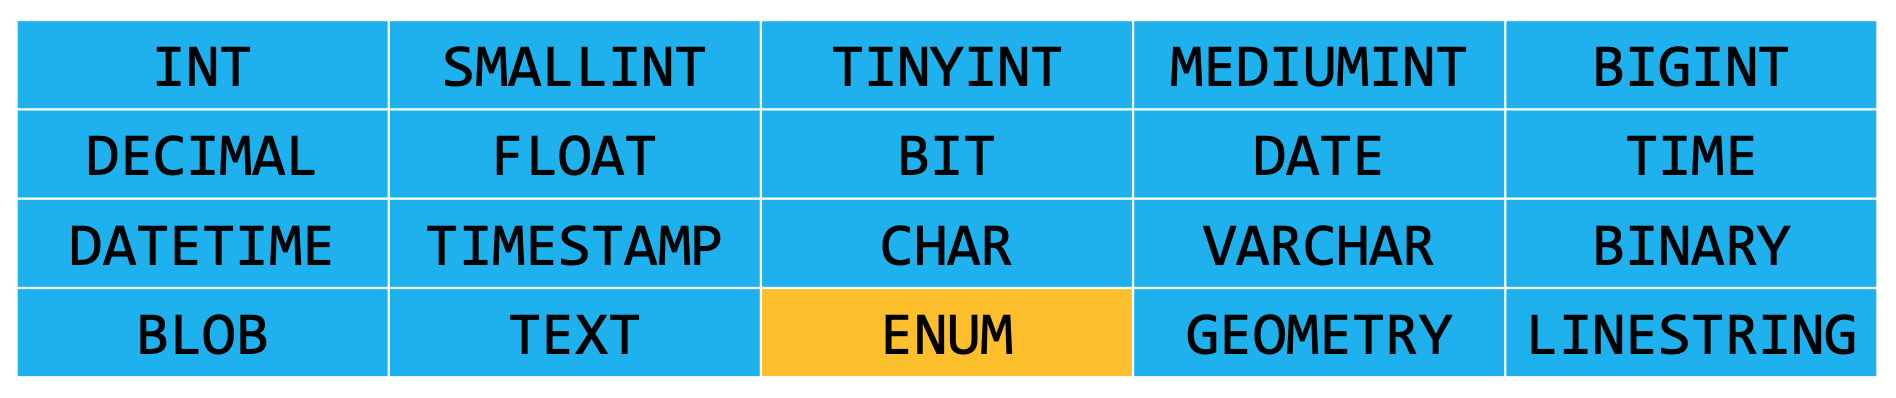 INT SMALLINT TINYINT MEDIUMINT BIGINT
DECIMAL FLOAT BIT DATE TIME
DATETIME TIMESTAMP CHAR VARCHAR BINARY
BLOB TEXT ENUM GEOMETRY LINESTRING